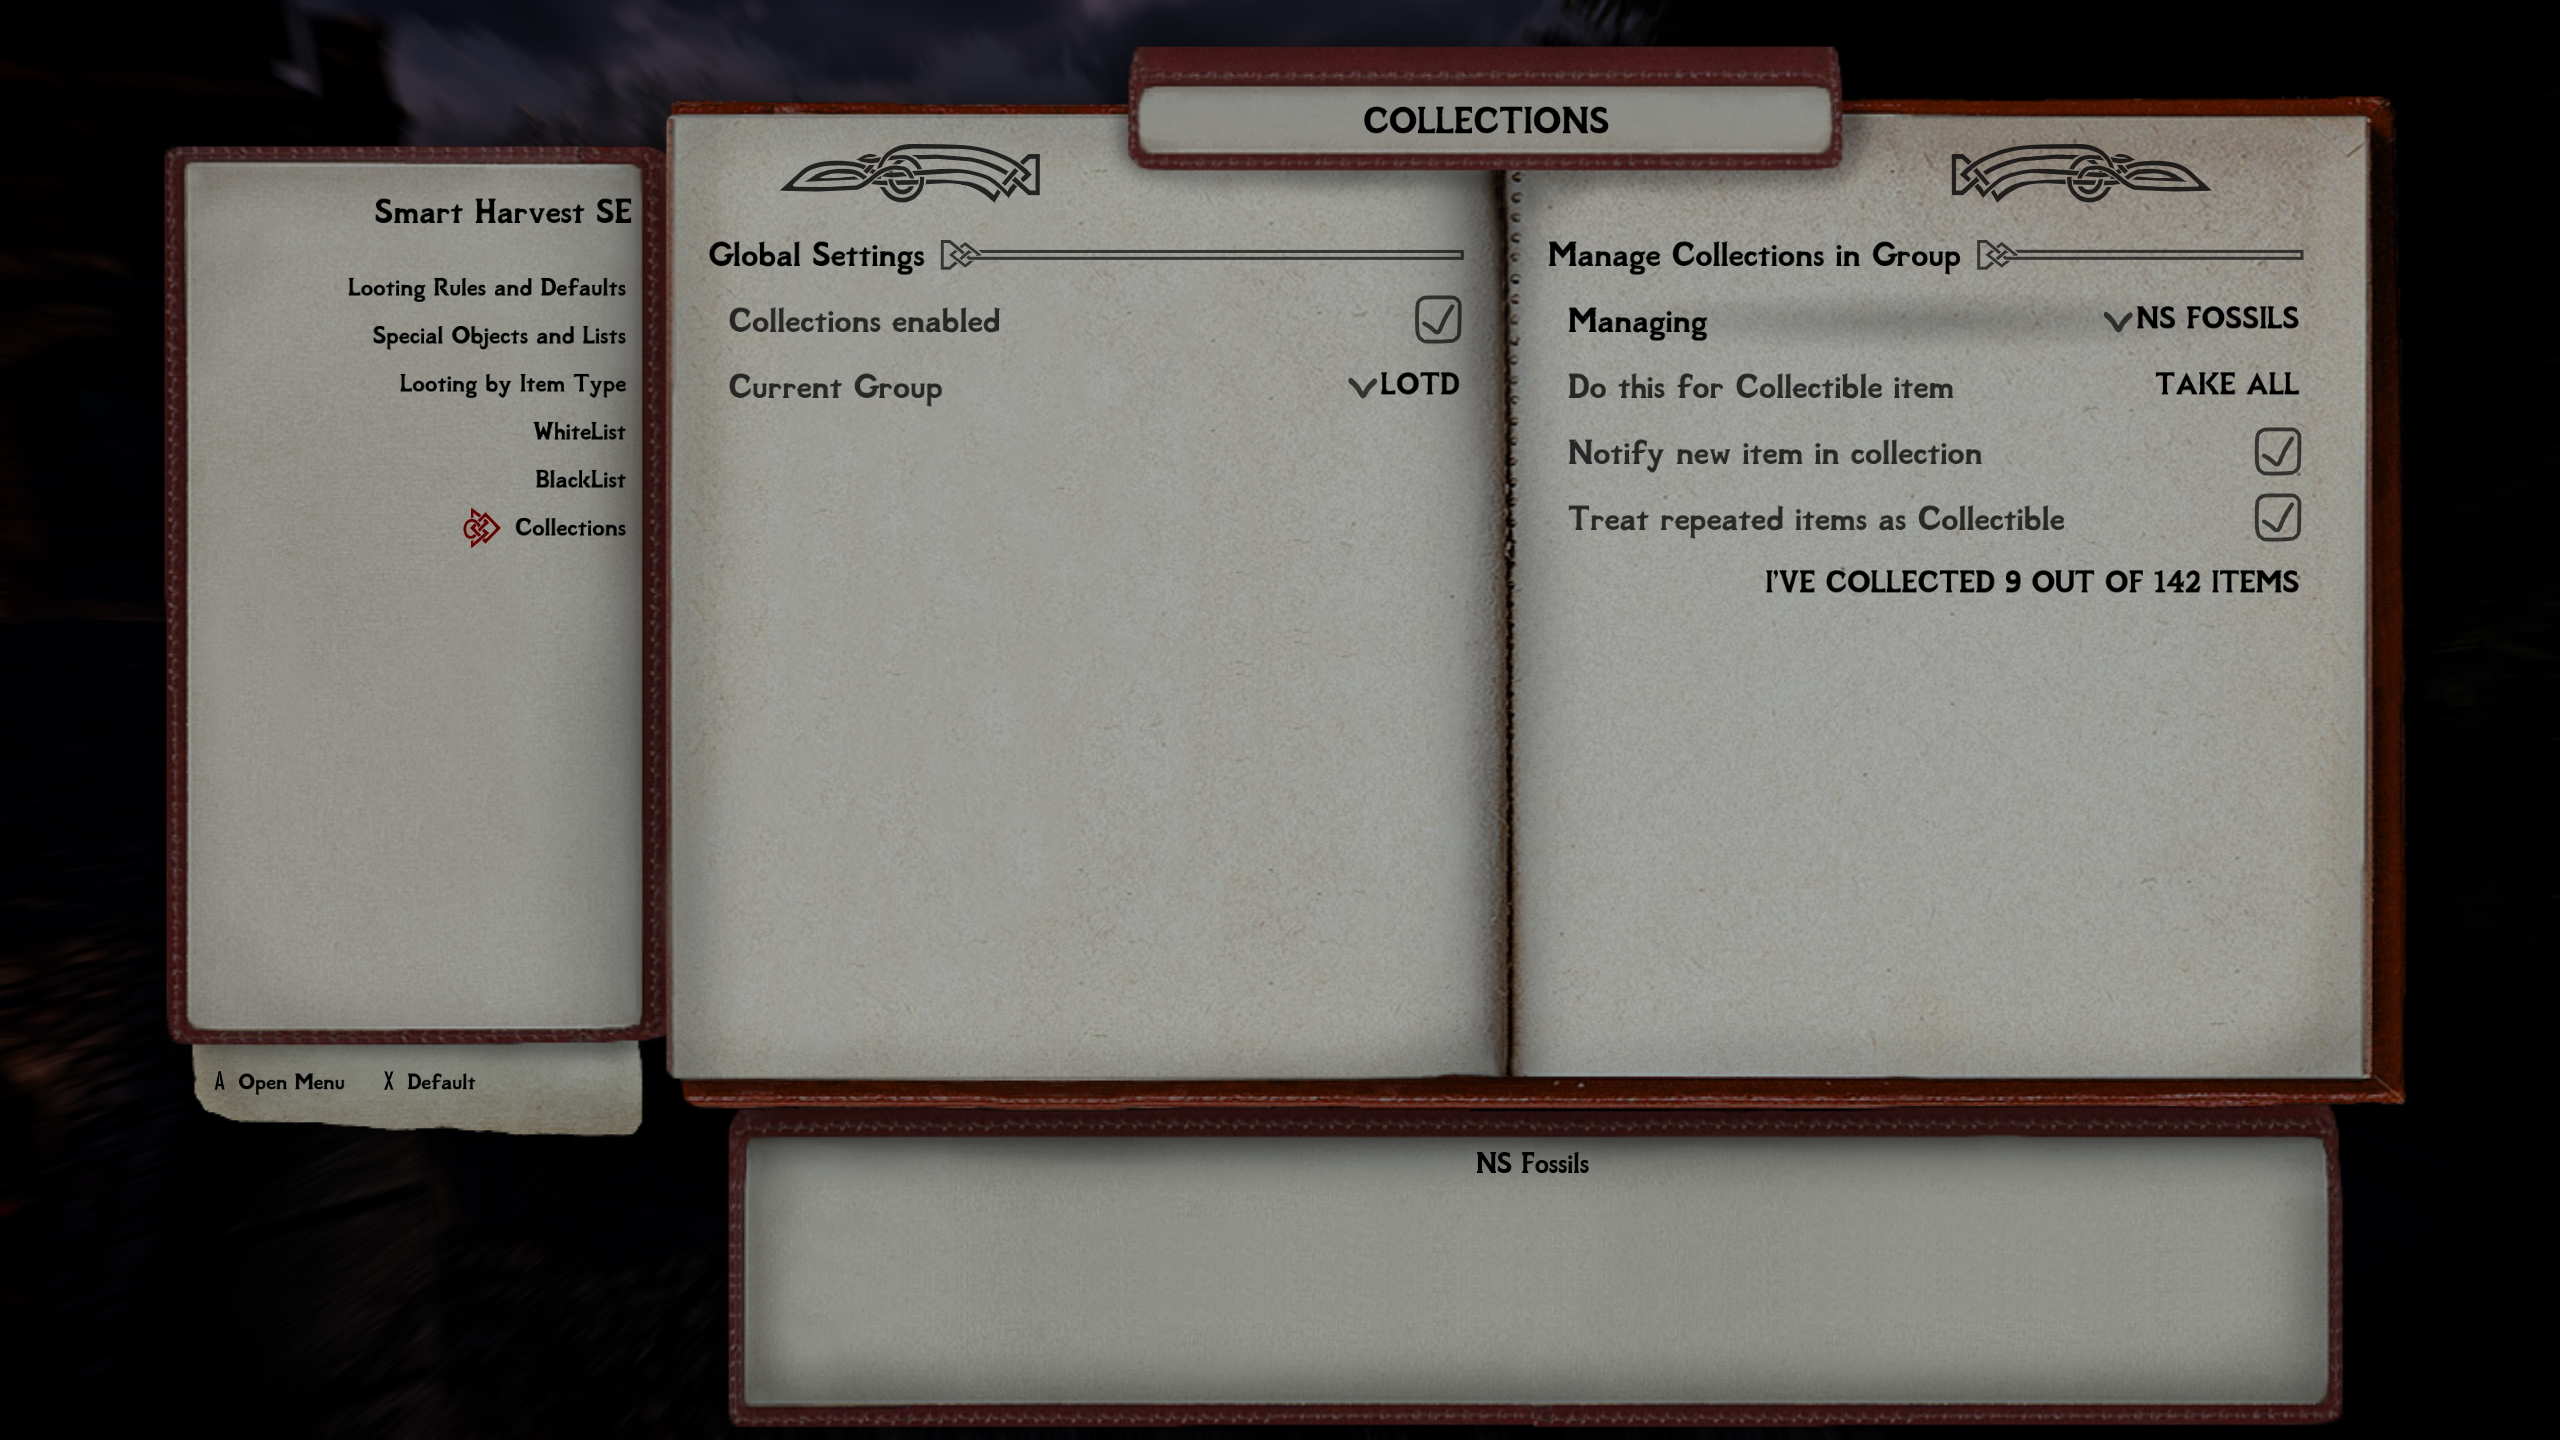 COLLECTIONS
Smart Harvest SE
Looting Rules and Defaults
Special Objects and Lists
Looting by Item Type
WhiteList
BlackList
Collections
A Open Menu X Default
Global Settings
Collections enabled
Current Group LOTD
Manage Collections in Group
Managing NS FOSSILS
Do this for Collectible item TAKE ALL
Notify new item in collection
Treat repeated items as Collectible
I'VE COLLECTED 9 OUT OF 142 ITEMS
NS Fossils